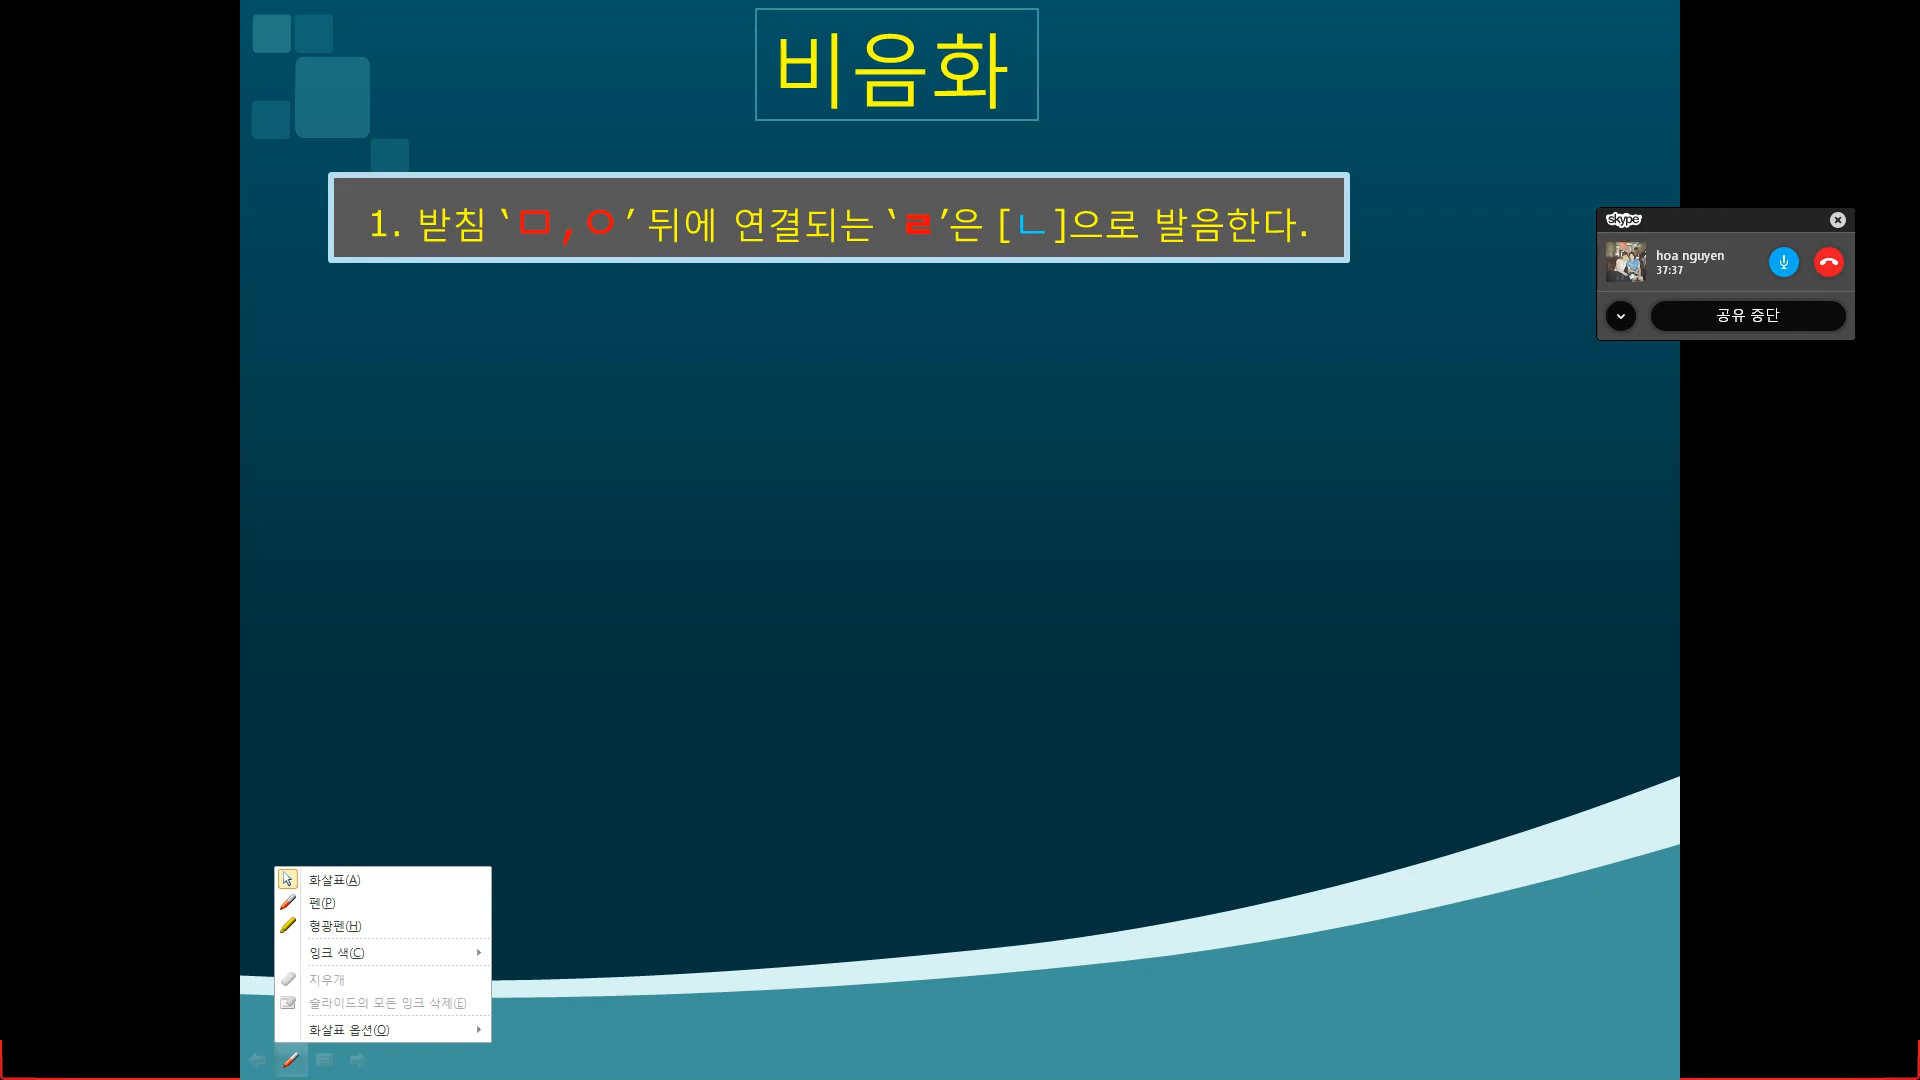 비음화
1. 받침 ‘ㅁ,ㅇ’ 뒤에 연결되는 ‘ㄹ’은 [ㄴ]으로 발음한다.
skype
hoa nguyen
37:37
공유 중단
화살표(A)
펜(P)
형광펜(H)
잉크 색(C)
지우개
슬라이드의 모든 잉크 삭제(E)
화살표 옵션(O)